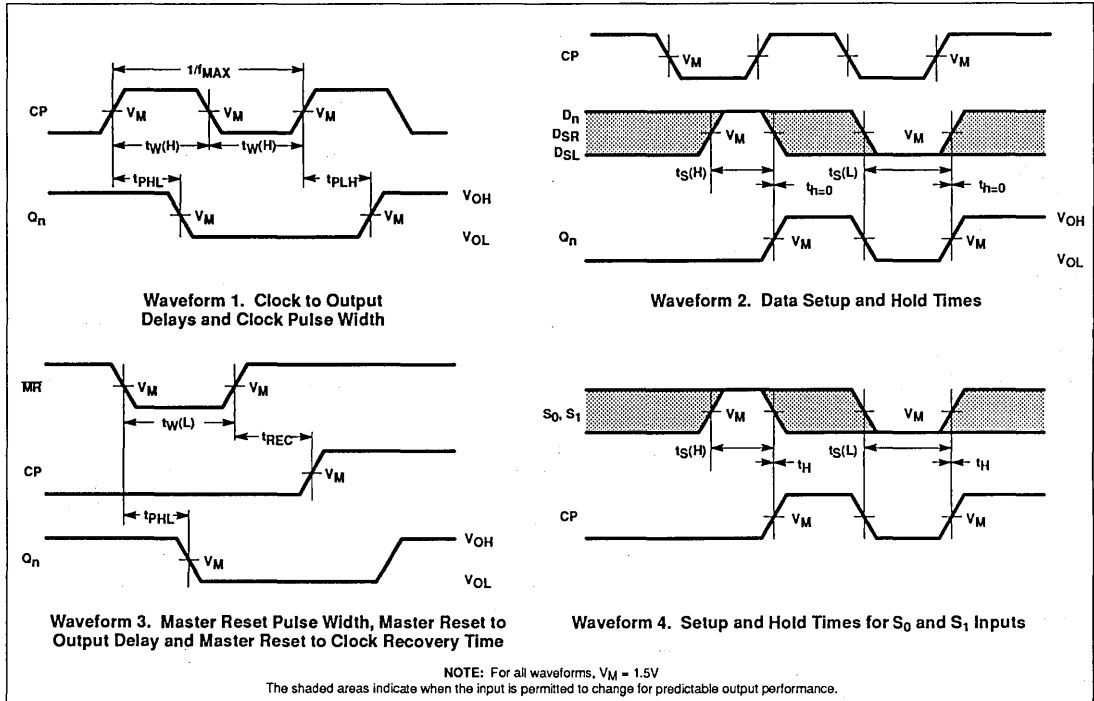 1/fMAX
CP
VM VM VM
tW(H) tW(H)
tPHL tPLH
Qn
VM VM
VOH
VOL
Waveform 1. Clock to Output
Delays and Clock Pulse Width
CP
VM VM
Dn
DSR
DSL
VM VM
tS(H) tS(L)
th=0 th=0
Qn
VM VM
VOH
VOL
Waveform 2. Data Setup and Hold Times
MR
VM VM
tW(L)
tREC
CP
VM
tPHL
Qn
VM
VOH
VOL
Waveform 3. Master Reset Pulse Width, Master Reset to
Output Delay and Master Reset to Clock Recovery Time
S0, S1
VM VM
tS(H) tS(L)
tH tH
CP
VM VM
Waveform 4. Setup and Hold Times for S0 and S1 Inputs
NOTE: For all waveforms, VM = 1.5V
The shaded areas indicate when the input is permitted to change for predictable output performance.